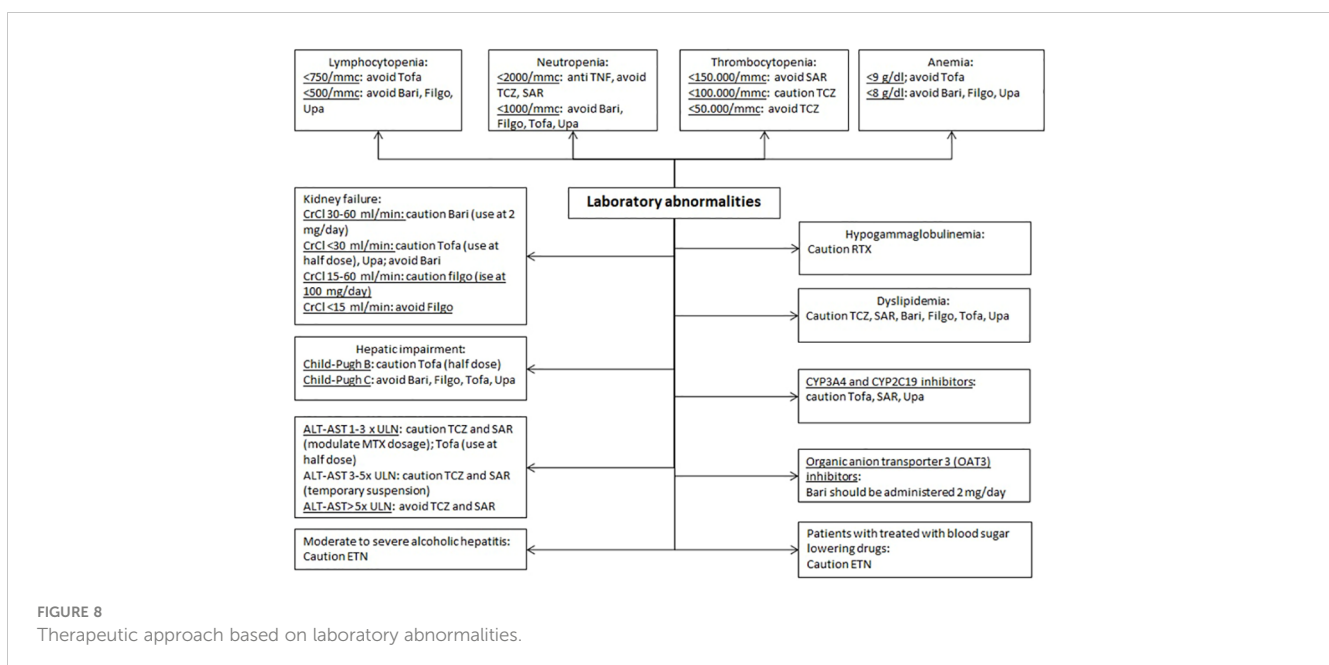 Lymphocytopenia:
<750/mmc: avoid Tofa
<500/mmc: avoid Bari, Filgo,
Upa
Neutropenia:
<2000/mmc: anti TNF, avoid
TCZ, SAR
<1000/mmc: avoid Bari,
Filgo, Tofa, Upa
Thrombocytopenia:
<150.000/mmc: avoid SAR
<100.000/mmc: caution TCZ
<50.000/mmc: avoid TCZ
Anemia:
<9 g/dl; avoid Tofa
<8 g/dl: avoid Bari, Filgo, Upa
Laboratory abnormalities
Kidney failure:
CrCl 30-60 ml/min: caution Bari (use at 2
mg/day)
CrCl <30 ml/min: caution Tofa (use at
half dose), Upa; avoid Bari
CrCl 15-60 ml/min: caution filgo (ise at
100 mg/day)
CrCl <15 ml/min: avoid Filgo
Hepatic impairment:
Child-Pugh B: caution Tofa (half dose)
Child-Pugh C: avoid Bari, Filgo, Tofa, Upa
ALT-AST 1-3 x ULN: caution TCZ and SAR
(modulate MTX dosage); Tofa (use at
half dose)
ALT-AST 3-5x ULN: caution TCZ and SAR
(temporary suspension)
ALT-AST>5x ULN: avoid TCZ and SAR
Moderate to severe alcoholic hepatitis:
Caution ETN
Hypogammaglobulinemia:
Caution RTX
Dyslipidemia:
Caution TCZ, SAR, Bari, Filgo, Tofa, Upa
CYP3A4 and CYP2C19 inhibitors:
caution Tofa, SAR, Upa
Organic anion transporter 3 (OAT3)
inhibitors:
Bari should be administered 2 mg/day
Patients with treated with blood sugar
lowering drugs:
Caution ETN
FIGURE 8
Therapeutic approach based on laboratory abnormalities.